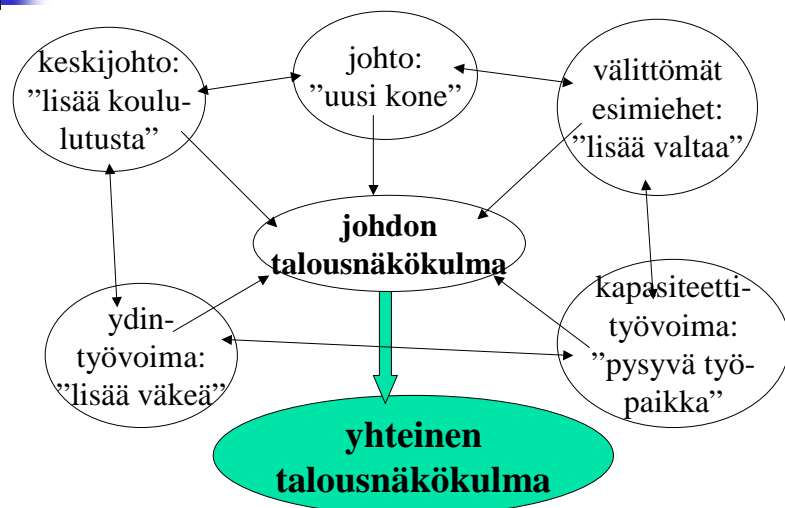 keskijohto:
”lisää koulu-
lutusta”
johto:
”uusi kone”
välittömät
esimiehet:
”lisää valtaa”
johdon
talousnäkökulma
ydin-
työvoima:
”lisää väkeä”
kapasiteetti-
työvoima:
”pysyvä työ-
paikka”
yhteinen
talousnäkökulma